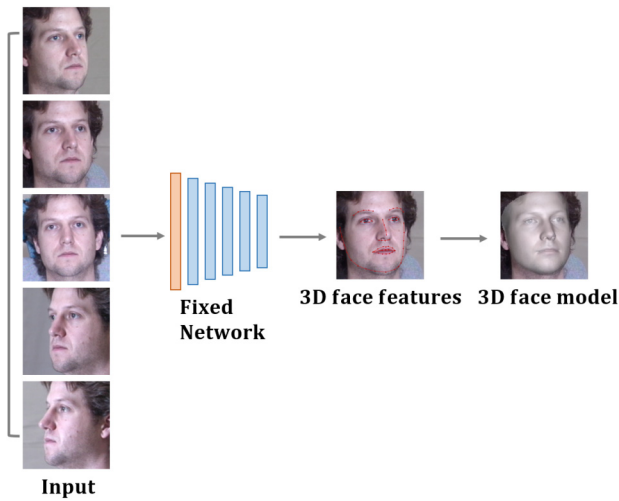 Fixed
Network
3D face features
3D face model
Input